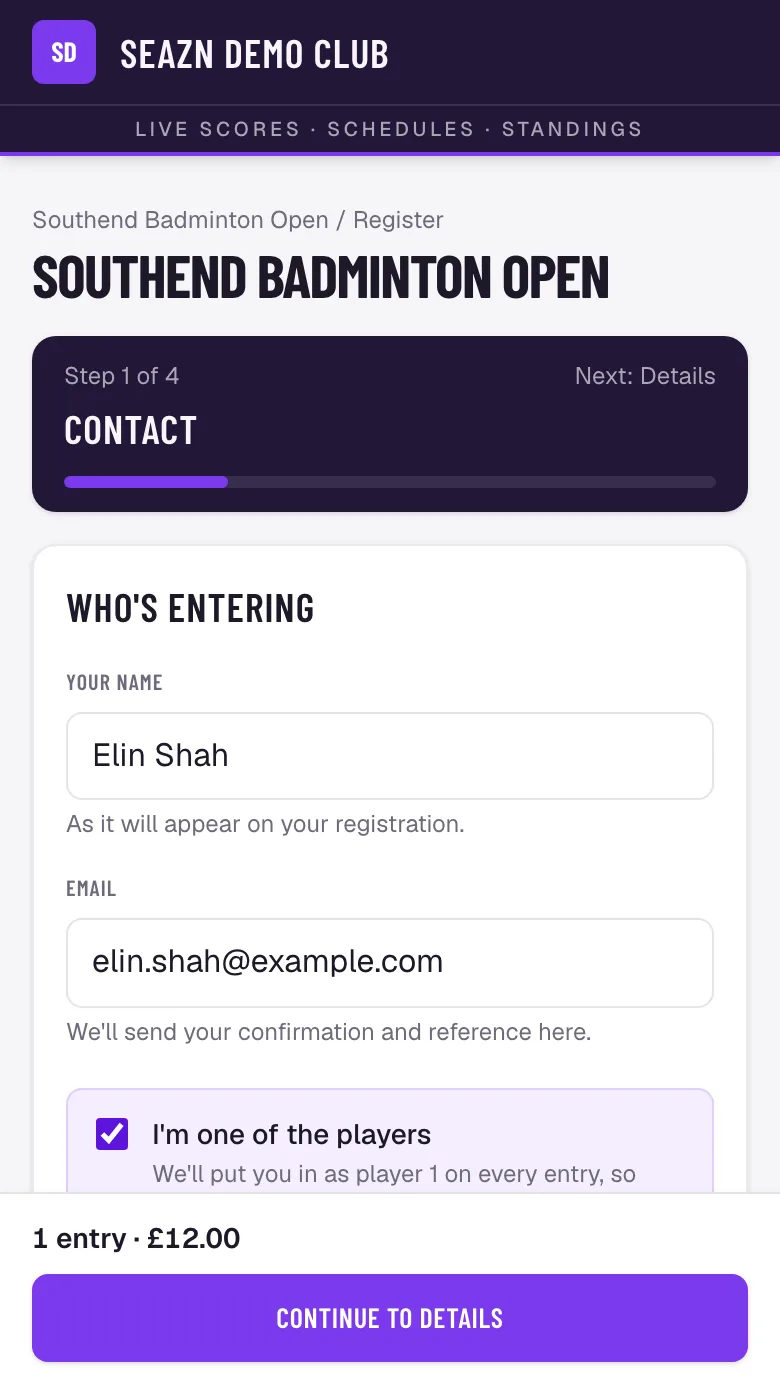 SD
SEAZN DEMO CLUB
LIVE SCORES · SCHEDULES · STANDINGS
Southend Badminton Open / Register
SOUTHEND BADMINTON OPEN
Step 1 of 4
Next: Details
CONTACT
WHO'S ENTERING
YOUR NAME
Elin Shah
As it will appear on your registration.
EMAIL
elin.shah@example.com
We'll send your confirmation and reference here.
I'm one of the players
We'll put you in as player 1 on every entry, so
1 entry · £12.00
CONTINUE TO DETAILS